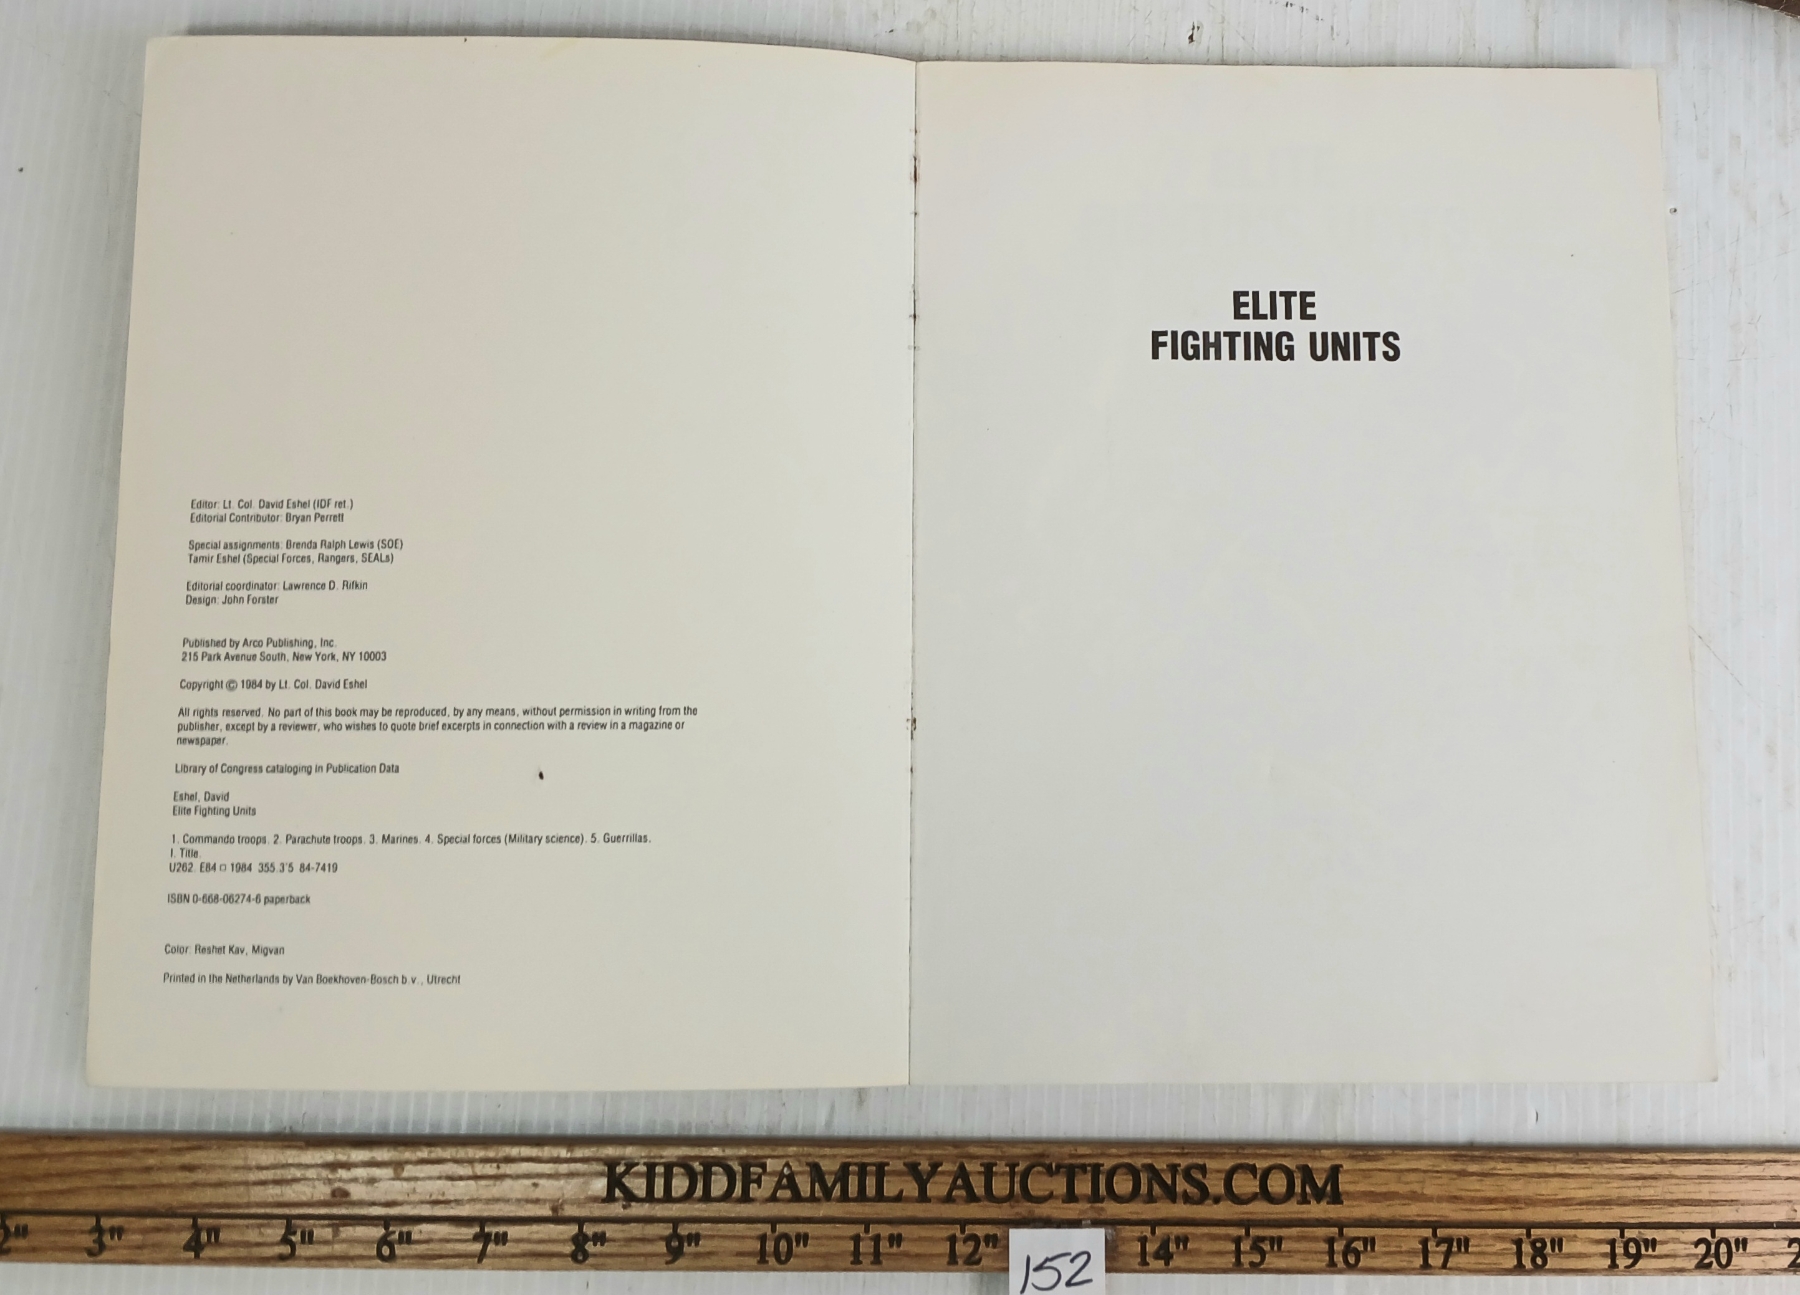 Editor: Lt. Col. David Eshel (IDF ret.)
Editorial Contributor: Bryan Perrett
Special assignments: Brenda Ralph Lewis (SOE)
Tamir Eshel (Special Forces, Rangers, SEALs)
Editorial coordinator: Lawrence D. Rifkin
Design: John Forster
Published by Arco Publishing, Inc.
215 Park Avenue South, New York, NY 10003
Copyright © 1984 by Lt. Col. David Eshel
All rights reserved. No part of this book may be reproduced, by any means, without permission in writing from the
publisher, except by a reviewer, who wishes to quote brief excerpts in connection with a review in a magazine or
newspaper.
Library of Congress cataloging in Publication Data
Eshel, David
Elite Fighting Units
1. Commando troops. 2. Parachute troops. 3. Marines. 4. Special forces (Military science). 5. Guerrillas.
I. Title.
U262. E84 □ 1984 355.3'5 84-7419
ISBN 0-668-06274-6 paperback
Color: Reshet Kav, Migvan
Printed in the Netherlands by Van Boekhoven-Bosch b.v., Utrecht
ELITE
FIGHTING UNITS
KIDDFAMILYAUCTIONS.COM
2" 3" 4" 5" 6" 7" 8" 9" 10" 11" 12" 14" 15" 16" 17" 18" 19" 20" 2
152